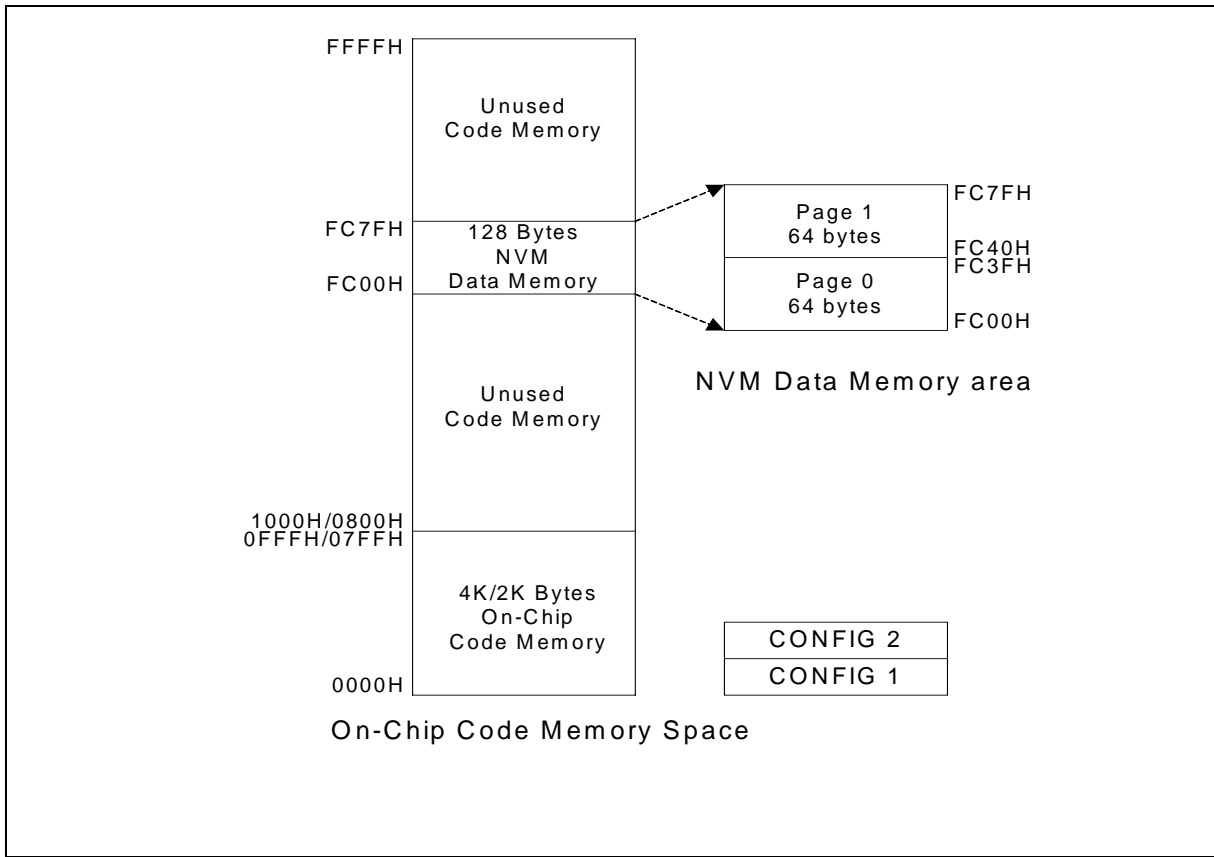 FFFFH
Unused
Code Memory
FC7FH
128 Bytes
NVM
Data Memory
FC00H
Unused
Code Memory
1000H/0800H
0FFFH/07FFH
4K/2K Bytes
On-Chip
Code Memory
0000H
On-Chip Code Memory Space
Page 1
64 bytes
FC7FH
FC40H
FC3FH
Page 0
64 bytes
FC00H
NVM Data Memory area
CONFIG 2
CONFIG 1